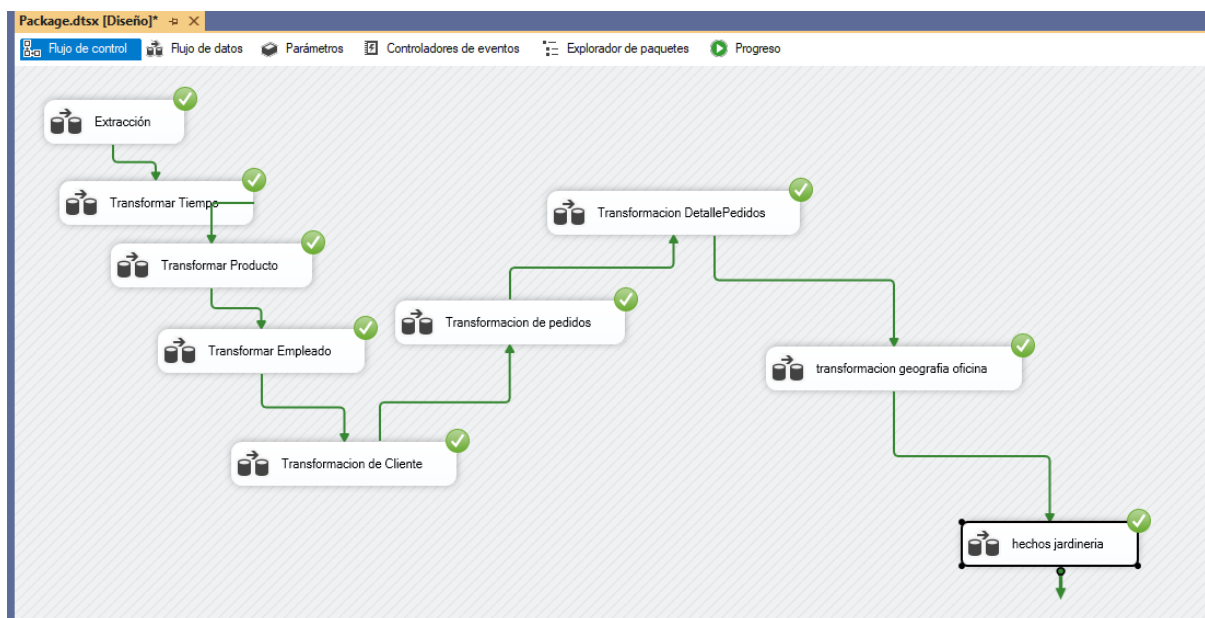 Package.dtsx [Diseño]*
Flujo de control Flujo de datos Parámetros Controladores de eventos Explorador de paquetes Progreso
Extracción
Transformar Tiempo
Transformar Producto
Transformar Empleado
Transformacion de Cliente
Transformacion de pedidos
Transformacion DetallePedidos
transformacion geografia oficina
hechos jardineria